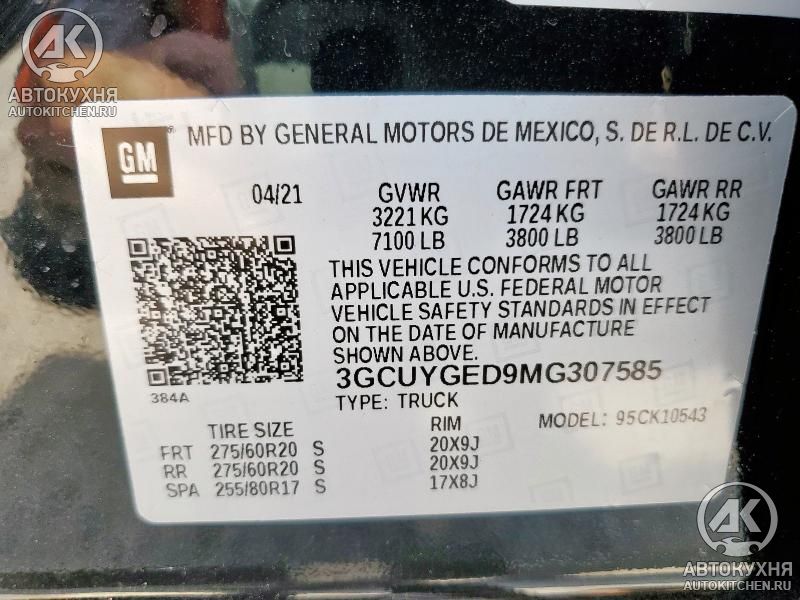 AK
АВТОКУХНЯ
AUTOKITCHEN.RU
GM
MFD BY GENERAL MOTORS DE MEXICO, S. DE R.L. DE C.V.
04/21 GVWR GAWR FRT GAWR RR
3221 KG 1724 KG 1724 KG
7100 LB 3800 LB 3800 LB
THIS VEHICLE CONFORMS TO ALL
APPLICABLE U.S. FEDERAL MOTOR
VEHICLE SAFETY STANDARDS IN EFFECT
ON THE DATE OF MANUFACTURE
SHOWN ABOVE.
3GCUYGED9MG307585
384A
TYPE: TRUCK MODEL: 95CK10543
TIRE SIZE RIM
FRT 275/60R20 S 20X9J
RR 275/60R20 S 20X9J
SPA 255/80R17 S 17X8J
AK
АВТОКУХНЯ
AUTOKITCHEN.RU